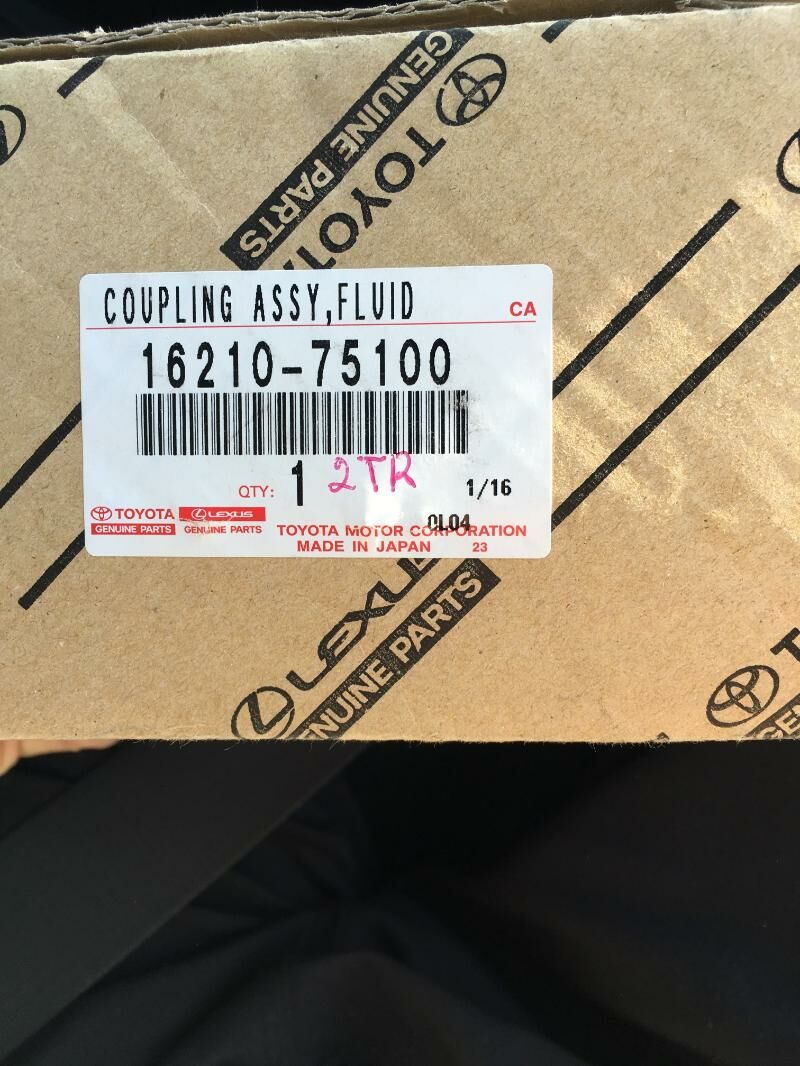 GENUINE PARTS
TOYOTA
COUPLING ASSY,FLUID
CA
16210-75100
QTY: 1 2TR 1/16
TOYOTA LEXUS
GENUINE PARTS GENUINE PARTS
0L04
TOYOTA MOTOR CORPORATION
MADE IN JAPAN 23
LEXUS
GENUINE PARTS